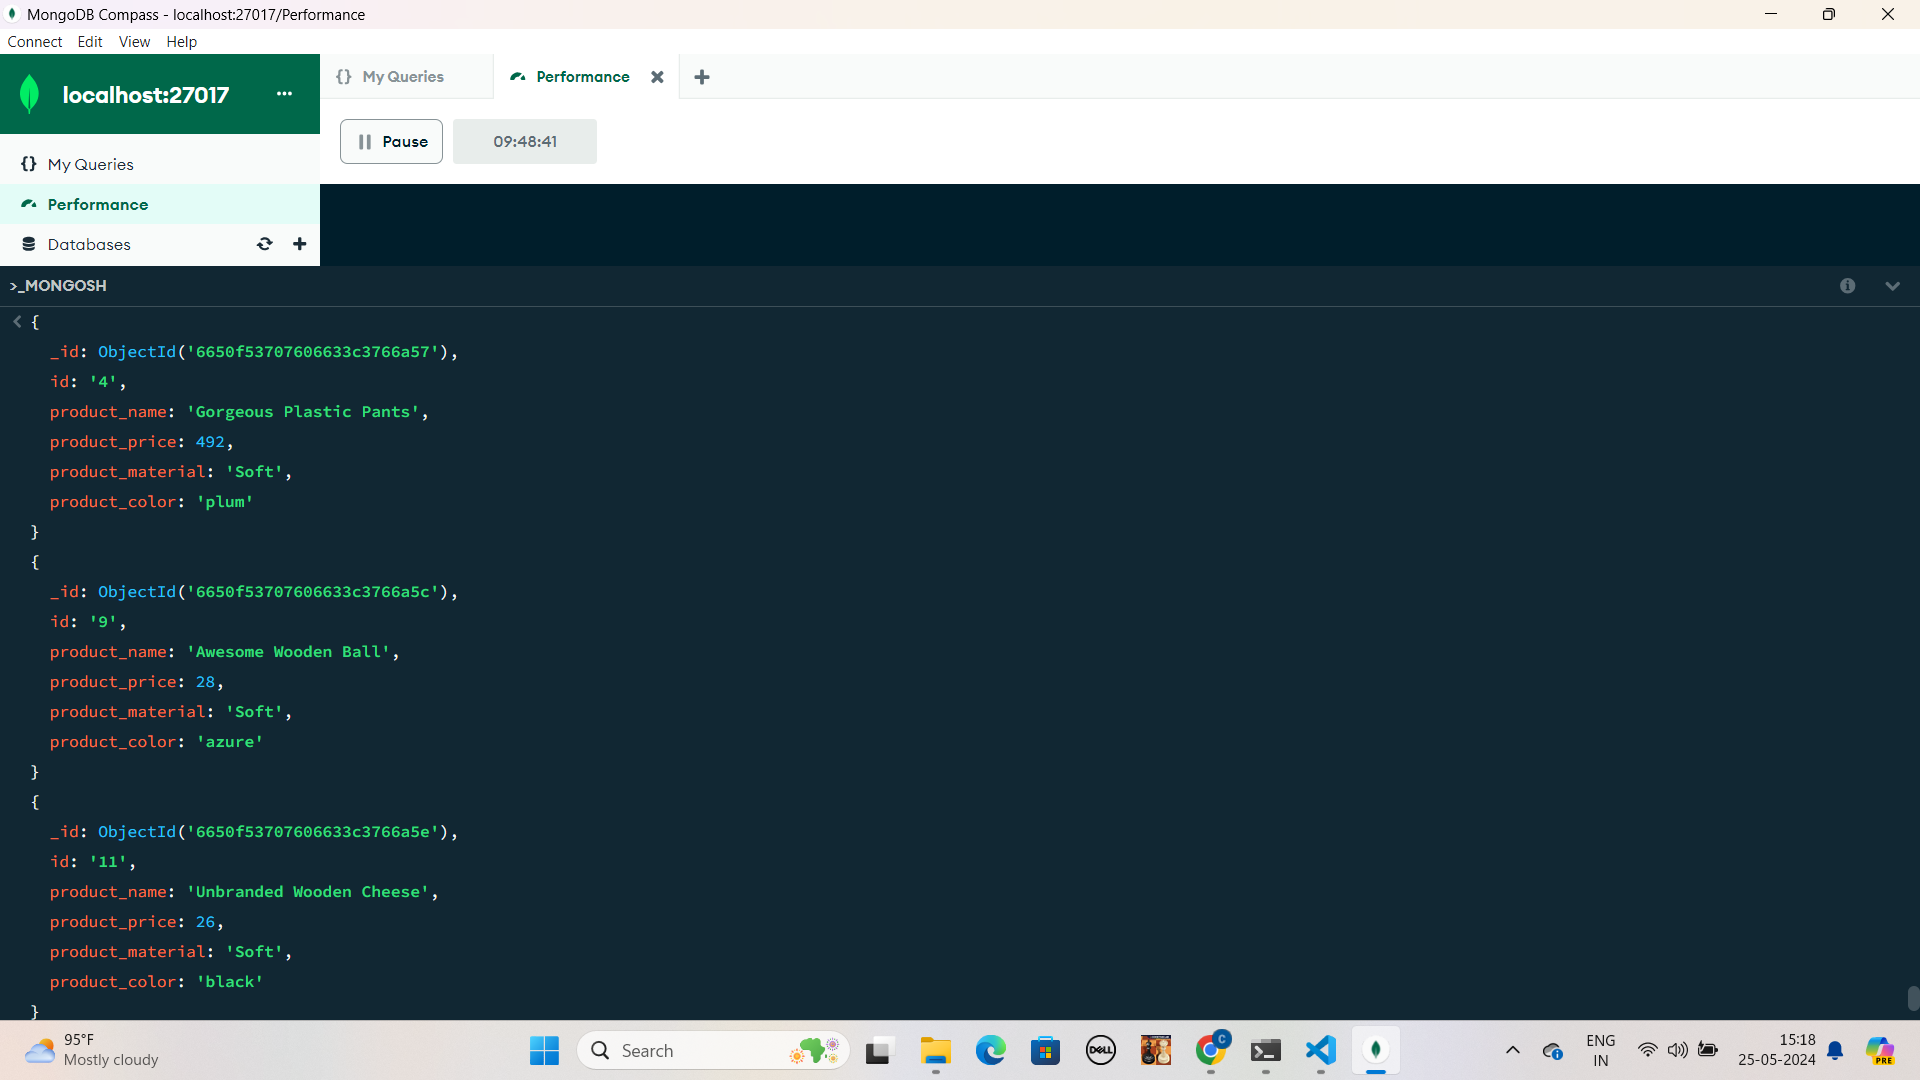 MongoDB Compass - localhost:27017/Performance
Connect Edit View Help
localhost:27017 ...
{} My Queries
Performance
Databases
{} My Queries Performance
Pause 09:48:41
>_MONGOSH
{
_id: ObjectId('6650f53707606633c3766a57'),
id: '4',
product_name: 'Gorgeous Plastic Pants',
product_price: 492,
product_material: 'Soft',
product_color: 'plum'
}
{
_id: ObjectId('6650f53707606633c3766a5c'),
id: '9',
product_name: 'Awesome Wooden Ball',
product_price: 28,
product_material: 'Soft',
product_color: 'azure'
}
{
_id: ObjectId('6650f53707606633c3766a5e'),
id: '11',
product_name: 'Unbranded Wooden Cheese',
product_price: 26,
product_material: 'Soft',
product_color: 'black'
}
95°F
Mostly cloudy
Search
DELL
C
ENG
IN
15:18
25-05-2024
PRE